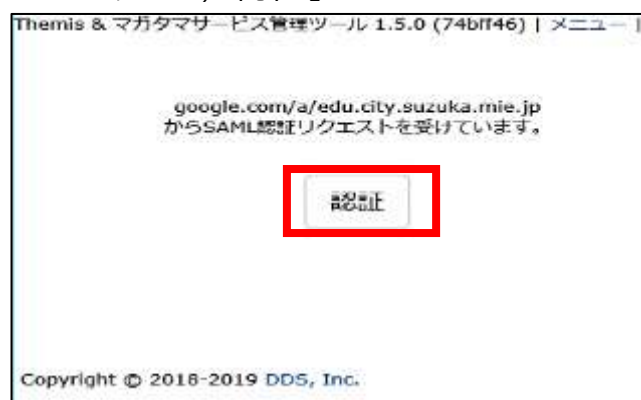 Themis & マガタマサービス管理ツール 1.5.0 (74bff46) | メニュー |
google.com/a/edu.city.suzuka.mie.jp
からSAML認証リクエストを受けています。
認証
Copyright © 2018-2019 DDS, Inc.